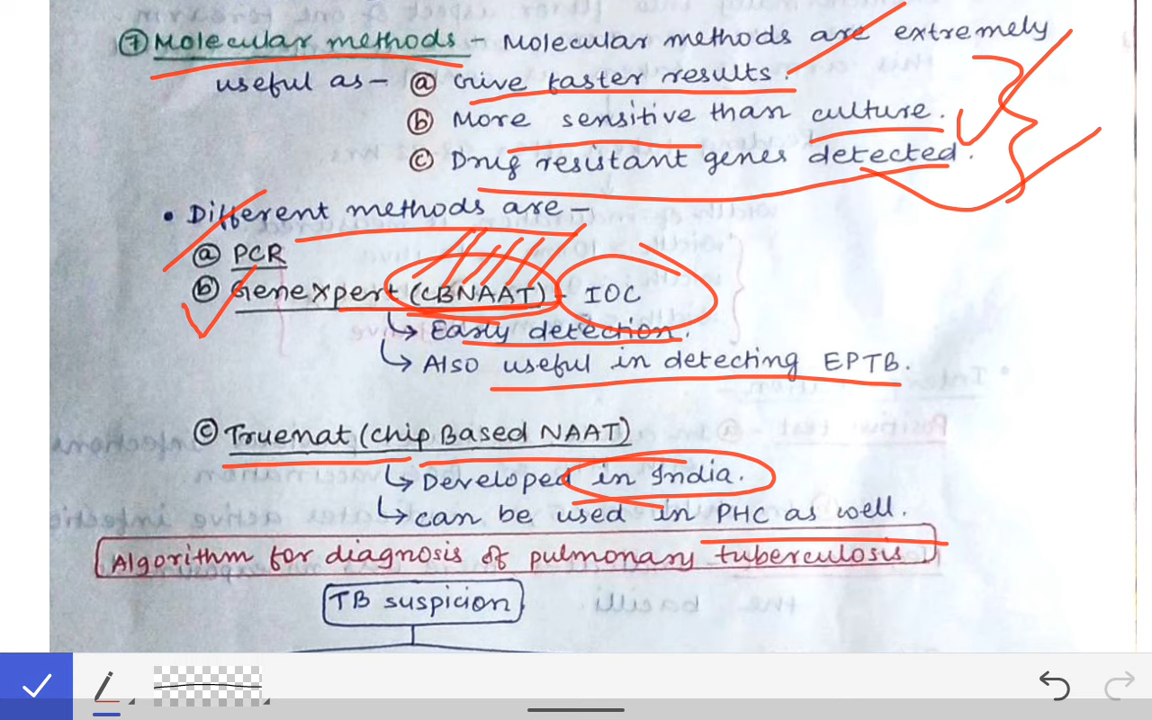 ⑦ Molecular methods - Molecular methods are extremely
useful as - ⓐ Give faster results.
ⓑ More sensitive than culture.
ⓒ Drug resistant genes detected.
• Different methods are -
ⓐ PCR
ⓑ GeneXpert (CBNAAT) - IOC
↳ Early detection.
↳ Also useful in detecting EPTB.
ⓒ Truenat (chip Based NAAT)
↳ Developed in India.
↳ can be used in PHC as well.
Algorithm for diagnosis of pulmonary tuberculosis
TB suspicion